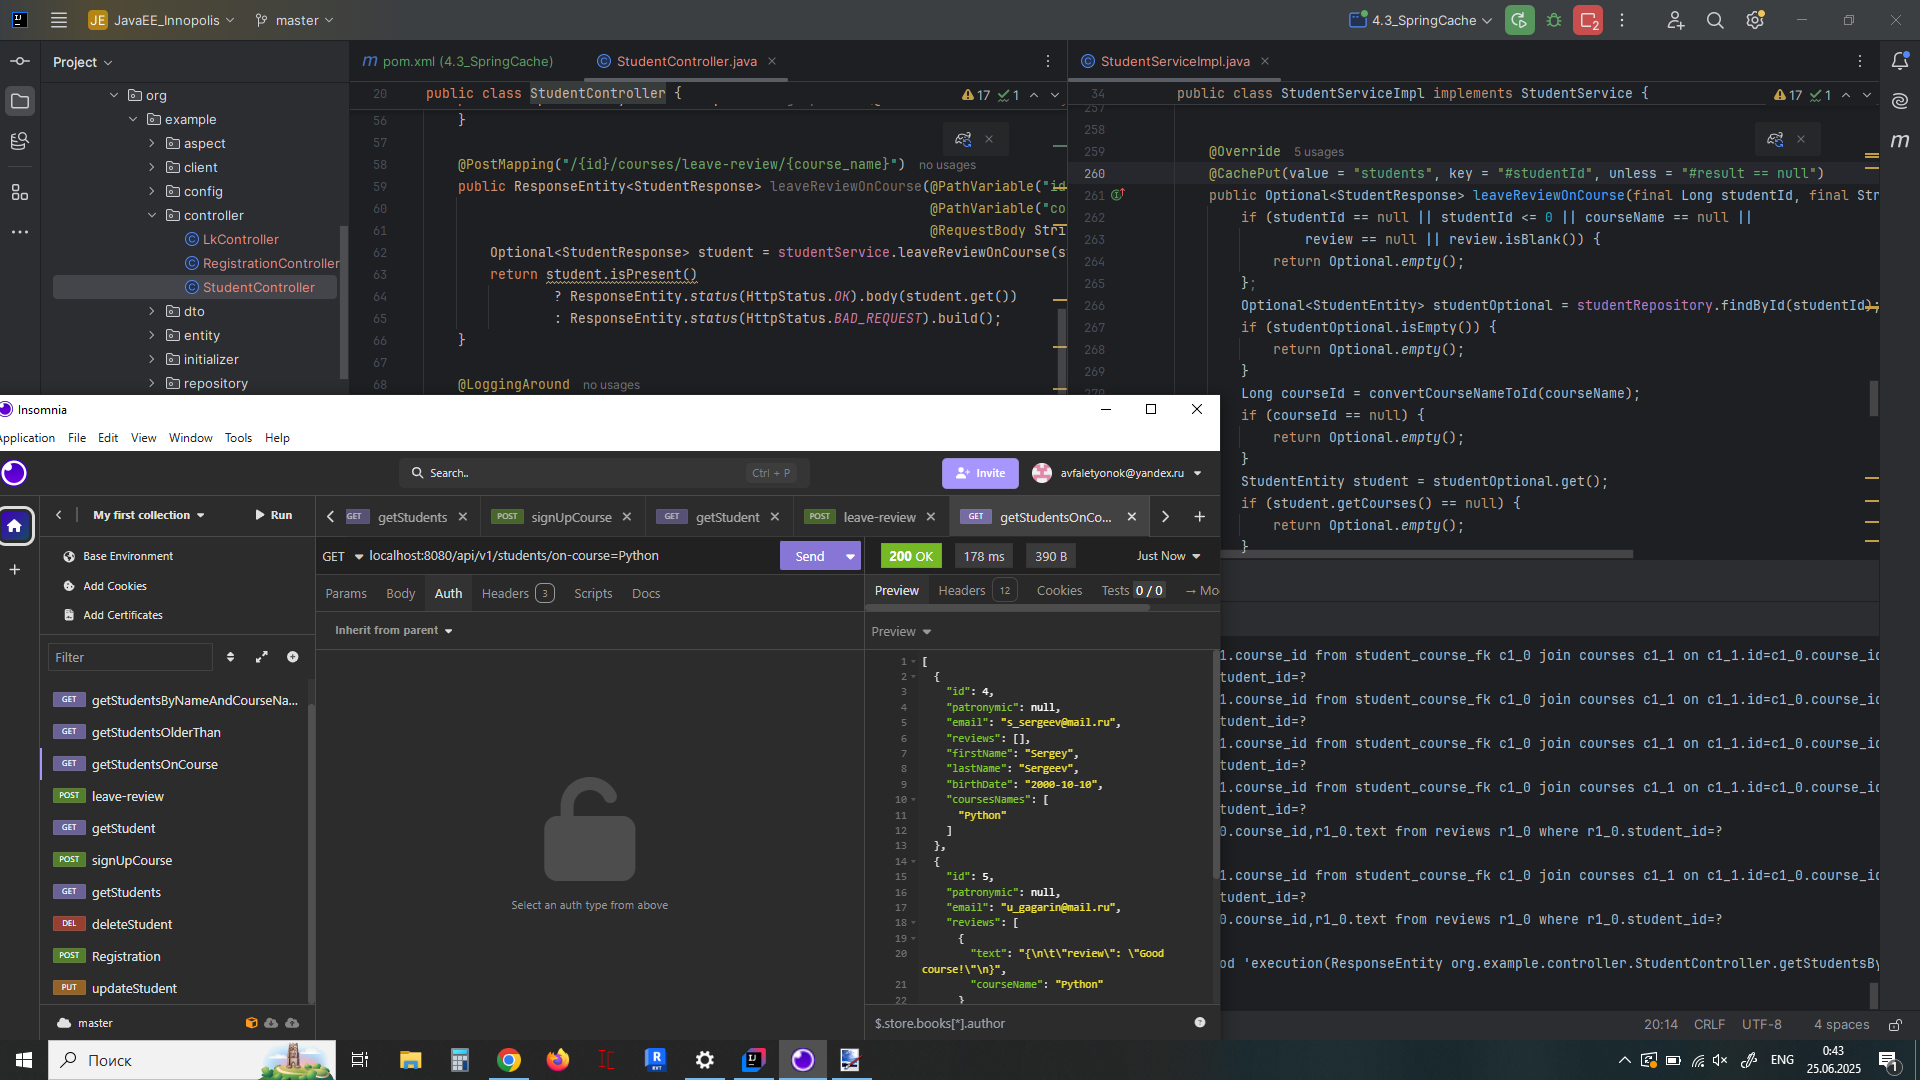 JE JavaEE_Innopolis
master
4.3_SpringCache
2
Project
org
example
aspect
client
config
controller
LkController
RegistrationController
StudentController
dto
entity
initializer
repository
m pom.xml (4.3_SpringCache)
StudentController.java
20 public class StudentController {
17 1
56 }
57
58 @PostMapping("/{id}/courses/leave-review/{course_name}") no usages
59 public ResponseEntity<StudentResponse> leaveReviewOnCourse(@PathVariable("id
60 @PathVariable("co
61 @RequestBody Stri
62 Optional<StudentResponse> student = studentService.leaveReviewOnCourse(s
63 return student.isPresent()
64 ? ResponseEntity.status(HttpStatus.OK).body(student.get())
65 : ResponseEntity.status(HttpStatus.BAD_REQUEST).build();
66 }
67
68 @LoggingAround no usages
StudentServiceImpl.java
34 public class StudentServiceImpl implements StudentService {
17 1
257
258
259 @Override 5 usages
260 @CachePut(value = "students", key = "#studentId", unless = "#result == null")
261 public Optional<StudentResponse> leaveReviewOnCourse(final Long studentId, final Str
262 if (studentId == null || studentId <= 0 || courseName == null ||
263 review == null || review.isBlank()) {
264 return Optional.empty();
265 };
266 Optional<StudentEntity> studentOptional = studentRepository.findById(studentId);
267 if (studentOptional.isEmpty()) {
268 return Optional.empty();
269 }
Long courseId = convertCourseNameToId(courseName);
if (courseId == null) {
return Optional.empty();
}
StudentEntity student = studentOptional.get();
if (student.getCourses() == null) {
return Optional.empty();
}
Insomnia
Application File Edit View Window Tools Help
Search.. Ctrl + P
Invite
avfaletyonok@yandex.ru
My first collection
Run
Base Environment
Add Cookies
Add Certificates
Filter
GET getStudentsByNameAndCourseNa...
GET getStudentsOlderThan
GET getStudentsOnCourse
POST leave-review
GET getStudent
POST signUpCourse
GET getStudents
DEL deleteStudent
POST Registration
PUT updateStudent
master
GET getStudents
POST signUpCourse
GET getStudent
POST leave-review
GET getStudentsOnCo...
GET localhost:8080/api/v1/students/on-course=Python
Send
Params Body Auth Headers 3 Scripts Docs
Inherit from parent
Select an auth type from above
200 OK 178 ms 390 B Just Now
Preview Headers 12 Cookies Tests 0 / 0 → Mo
Preview
1 [
2 {
3 "id": 4,
4 "patronymic": null,
5 "email": "s_sergeev@mail.ru",
6 "reviews": [],
7 "firstName": "Sergey",
8 "lastName": "Sergeev",
9 "birthDate": "2000-10-10",
10 "coursesNames": [
11 "Python"
12 ]
13 },
14 {
15 "id": 5,
16 "patronymic": null,
17 "email": "u_gagarin@mail.ru",
18 "reviews": [
19 {
20 "text": "{\n\t\"review\": \"Good
course!\"\n}",
21 "courseName": "Python"
22 }
$.store.books[*].author
1.course_id from student_course_fk c1_0 join courses c1_1 on c1_1.id=c1_0.course_id
tudent_id=?
1.course_id from student_course_fk c1_0 join courses c1_1 on c1_1.id=c1_0.course_id
tudent_id=?
1.course_id from student_course_fk c1_0 join courses c1_1 on c1_1.id=c1_0.course_id
tudent_id=?
1.course_id from student_course_fk c1_0 join courses c1_1 on c1_1.id=c1_0.course_id
tudent_id=?
0.course_id,r1_0.text from reviews r1_0 where r1_0.student_id=?
1.course_id from student_course_fk c1_0 join courses c1_1 on c1_1.id=c1_0.course_id
tudent_id=?
0.course_id,r1_0.text from reviews r1_0 where r1_0.student_id=?
od 'execution(ResponseEntity org.example.controller.StudentController.getStudentsBy
20:14 CRLF UTF-8 4 spaces
Поиск
ENG
0:43
25.06.2025
1